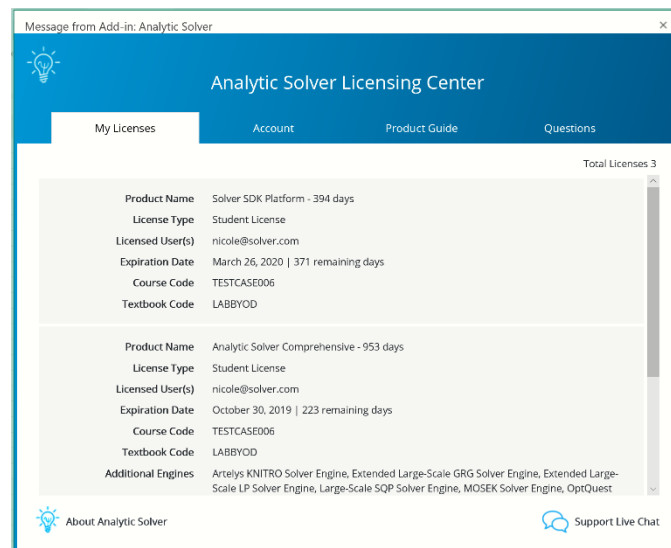 Message from Add-in: Analytic Solver
Analytic Solver Licensing Center
My Licenses Account Product Guide Questions
Total Licenses 3
Product Name Solver SDK Platform - 394 days
License Type Student License
Licensed User(s) nicole@solver.com
Expiration Date March 26, 2020 | 371 remaining days
Course Code TESTCASE006
Textbook Code LABBYOD
Product Name Analytic Solver Comprehensive - 953 days
License Type Student License
Licensed User(s) nicole@solver.com
Expiration Date October 30, 2019 | 223 remaining days
Course Code TESTCASE006
Textbook Code LABBYOD
Additional Engines Artelys KNITRO Solver Engine, Extended Large-Scale GRG Solver Engine, Extended Large-
Scale LP Solver Engine, Large-Scale SQP Solver Engine, MOSEK Solver Engine, OptQuest
About Analytic Solver Support Live Chat